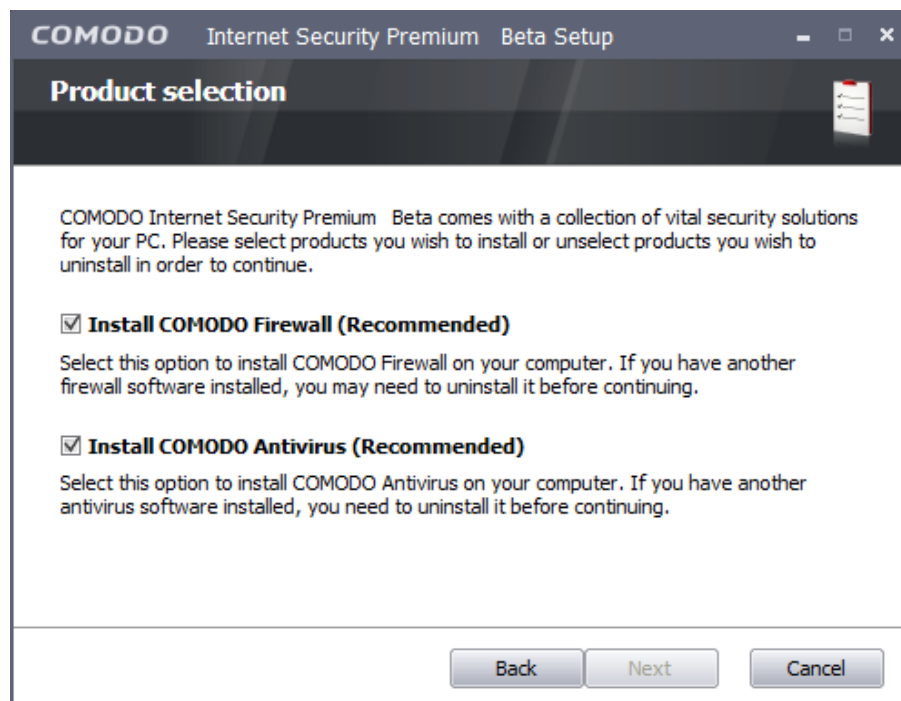 COMODO Internet Security Premium Beta Setup
Product selection
COMODO Internet Security Premium Beta comes with a collection of vital security solutions
for your PC. Please select products you wish to install or unselect products you wish to
uninstall in order to continue.
Install COMODO Firewall (Recommended)
Select this option to install COMODO Firewall on your computer. If you have another
firewall software installed, you may need to uninstall it before continuing.
Install COMODO Antivirus (Recommended)
Select this option to install COMODO Antivirus on your computer. If you have another
antivirus software installed, you need to uninstall it before continuing.
Back Next Cancel